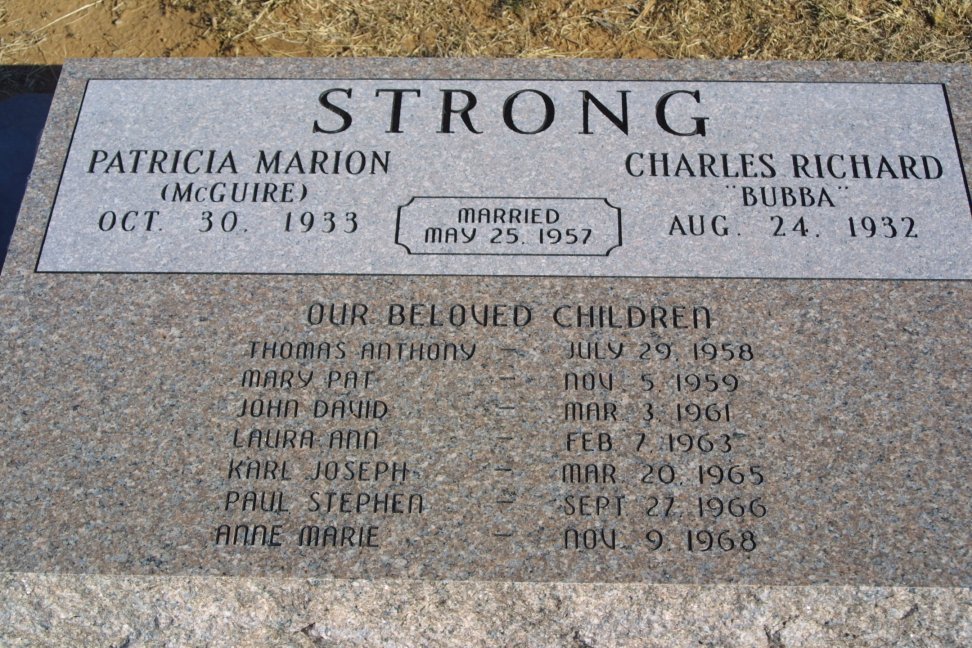 STRONG
PATRICIA MARION
(McGUIRE)
OCT. 30. 1933
MARRIED
MAY 25. 1957
CHARLES RICHARD
"BUBBA"
AUG. 24. 1932
OUR BELOVED CHILDREN
THOMAS ANTHONY - JULY 29. 1958
MARY PAT - NOV. 5. 1959
JOHN DAVID - MAR. 3. 1961
LAURA ANN - FEB. 7. 1963
KARL JOSEPH - MAR. 20. 1965
PAUL STEPHEN - SEPT. 27. 1966
ANNE MARIE - NOV. 9. 1968